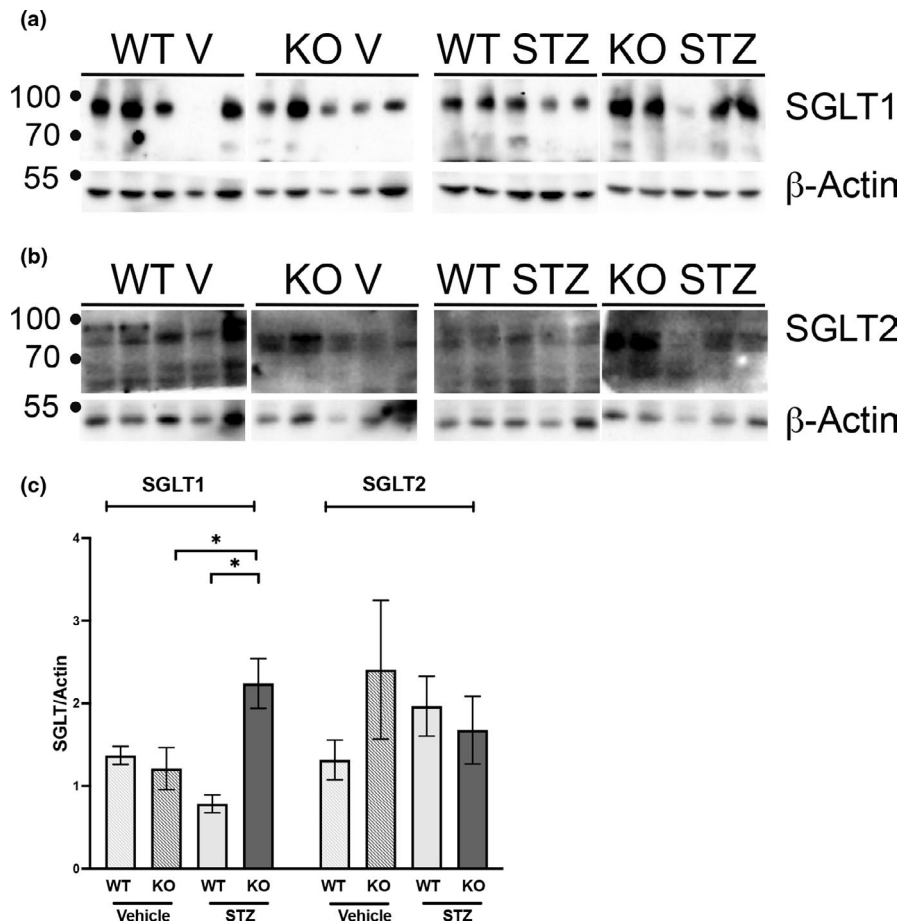 (a)
WT V KO V WT STZ KO STZ
100
SGLT1
70
55
β-Actin
(b)
WT V KO V WT STZ KO STZ
100
SGLT2
70
55
β-Actin
(c)
SGLT1 SGLT2
4
*
*
3
2
1
0
SGLT/Actin
WT KO WT KO WT KO WT KO
Vehicle STZ Vehicle STZ